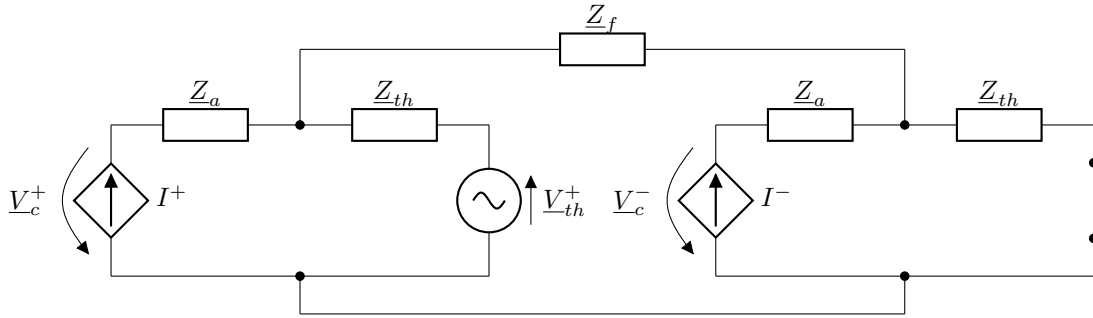 Z_f
Z_a
Z_th
Z_a
Z_th
V_c^+
I^+
V_th^+
V_c^-
I^-